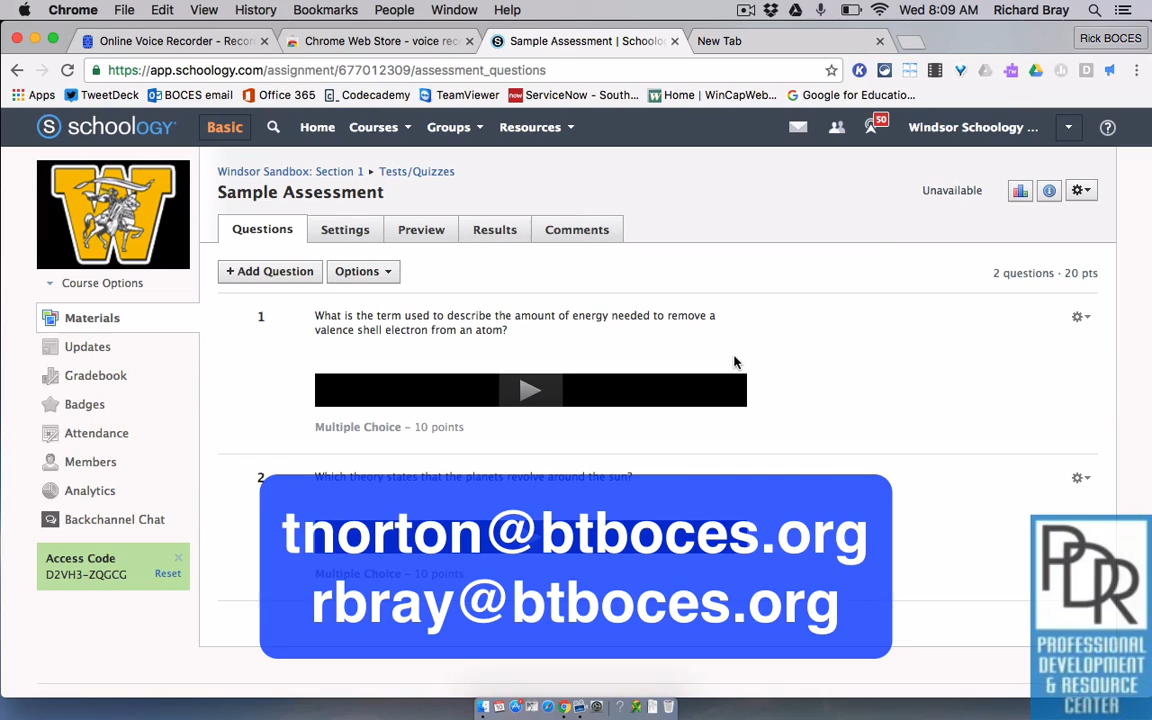 Chrome File Edit View History Bookmarks People Window Help Wed 8:09 AM Richard Bray
Online Voice Recorder - Recor Chrome Web Store - voice rec Sample Assessment | Schoolo New Tab Rick BOCES
https://app.schoology.com/assignment/677012309/assessment_questions
Apps TweetDeck BOCES email Office 365 Codecademy TeamViewer ServiceNow - South... Home | WinCapWeb... Google for Educatio...
S schoology Basic Home Courses Groups Resources 50 Windsor Schoology ...
W
Windsor Sandbox: Section 1 ▸ Tests/Quizzes
Sample Assessment
Unavailable
Questions Settings Preview Results Comments
+ Add Question Options
2 questions · 20 pts
Course Options
Materials
Updates
Gradebook
Badges
Attendance
Members
Analytics
Backchannel Chat
Access Code
D2VH3-ZQGCG Reset
1 What is the term used to describe the amount of energy needed to remove a
valence shell electron from an atom?
Multiple Choice – 10 points
2 Which theory states that the planets revolve around the sun?
Multiple Choice – 10 points
tnorton@btboces.org
rbray@btboces.org
PDR
PROFESSIONAL
DEVELOPMENT
& RESOURCE
CENTER